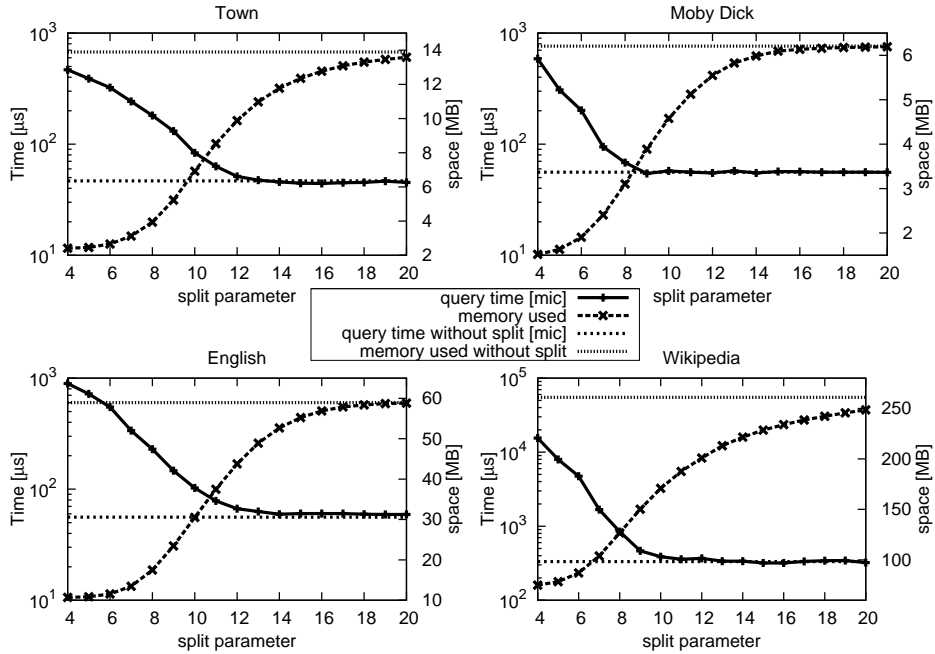 Town
10^3
10^2
10^1
Time [µs]
14
12
10
8
6
4
2
space [MB]
4 6 8 10 12 14 16 18 20
split parameter
Moby Dick
10^3
10^2
10^1
Time [µs]
6
5
4
3
2
space [MB]
4 6 8 10 12 14 16 18 20
split parameter
query time [mic]
memory used
query time without split [mic]
memory used without split
English
10^3
10^2
10^1
Time [µs]
60
50
40
30
20
10
space [MB]
4 6 8 10 12 14 16 18 20
split parameter
Wikipedia
10^5
10^4
10^3
10^2
Time [µs]
250
200
150
100
space [MB]
4 6 8 10 12 14 16 18 20
split parameter